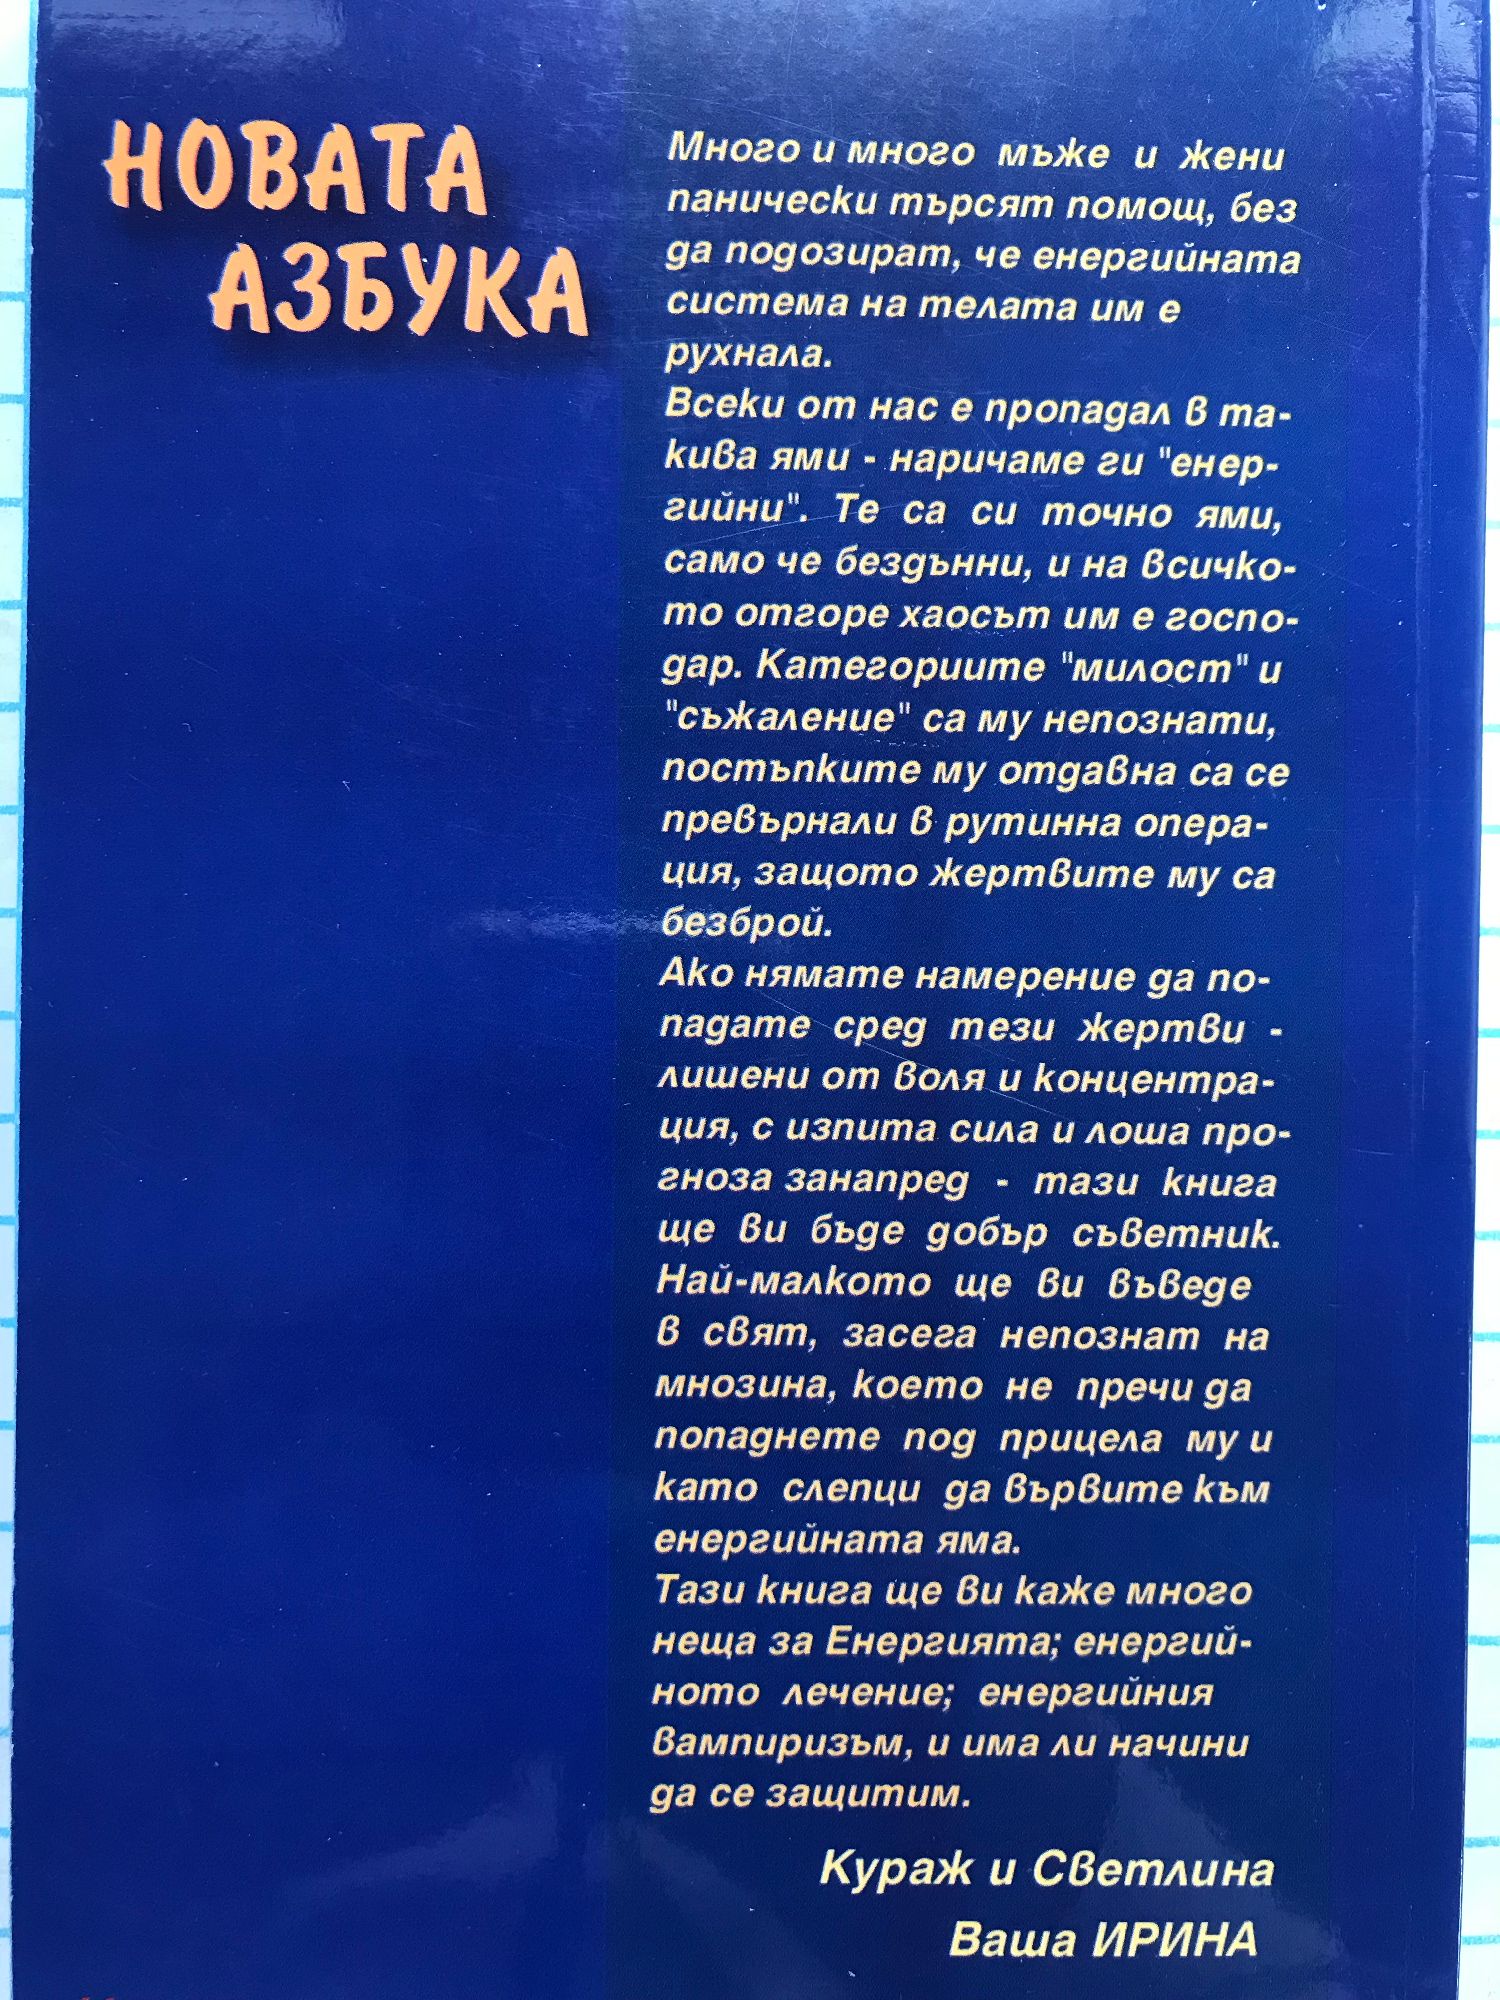 НОВАТА
АЗБУКА
Много и много мъже и жени
панически търсят помощ, без
да подозират, че енергийната
система на телата им е
рухнала.
Всеки от нас е пропадал в та-
кива ями - наричаме ги "енер-
гийни". Те са си точно ями,
само че бездънни, и на всичко-
то отгоре хаосът им е госпо-
дар. Категориите "милост" и
"съжаление" са му непознати,
постъпките му отдавна са се
превърнали в рутинна опера-
ция, защото жертвите му са
безброй.
Ако нямате намерение да по-
падате сред тези жертви -
лишени от воля и концентра-
ция, с изпита сила и лоша про-
гноза занапред - тази книга
ще ви бъде добър съветник.
Най-малкото ще ви въведе
в свят, засега непознат на
мнозина, което не пречи да
попаднете под прицела му и
като слепци да вървите към
енергийната яма.
Тази книга ще ви каже много
неща за Енергията; енергий-
ното лечение; енергийния
вампиризъм, и има ли начини
да се защитим.
Кураж и Светлина
Ваша ИРИНА